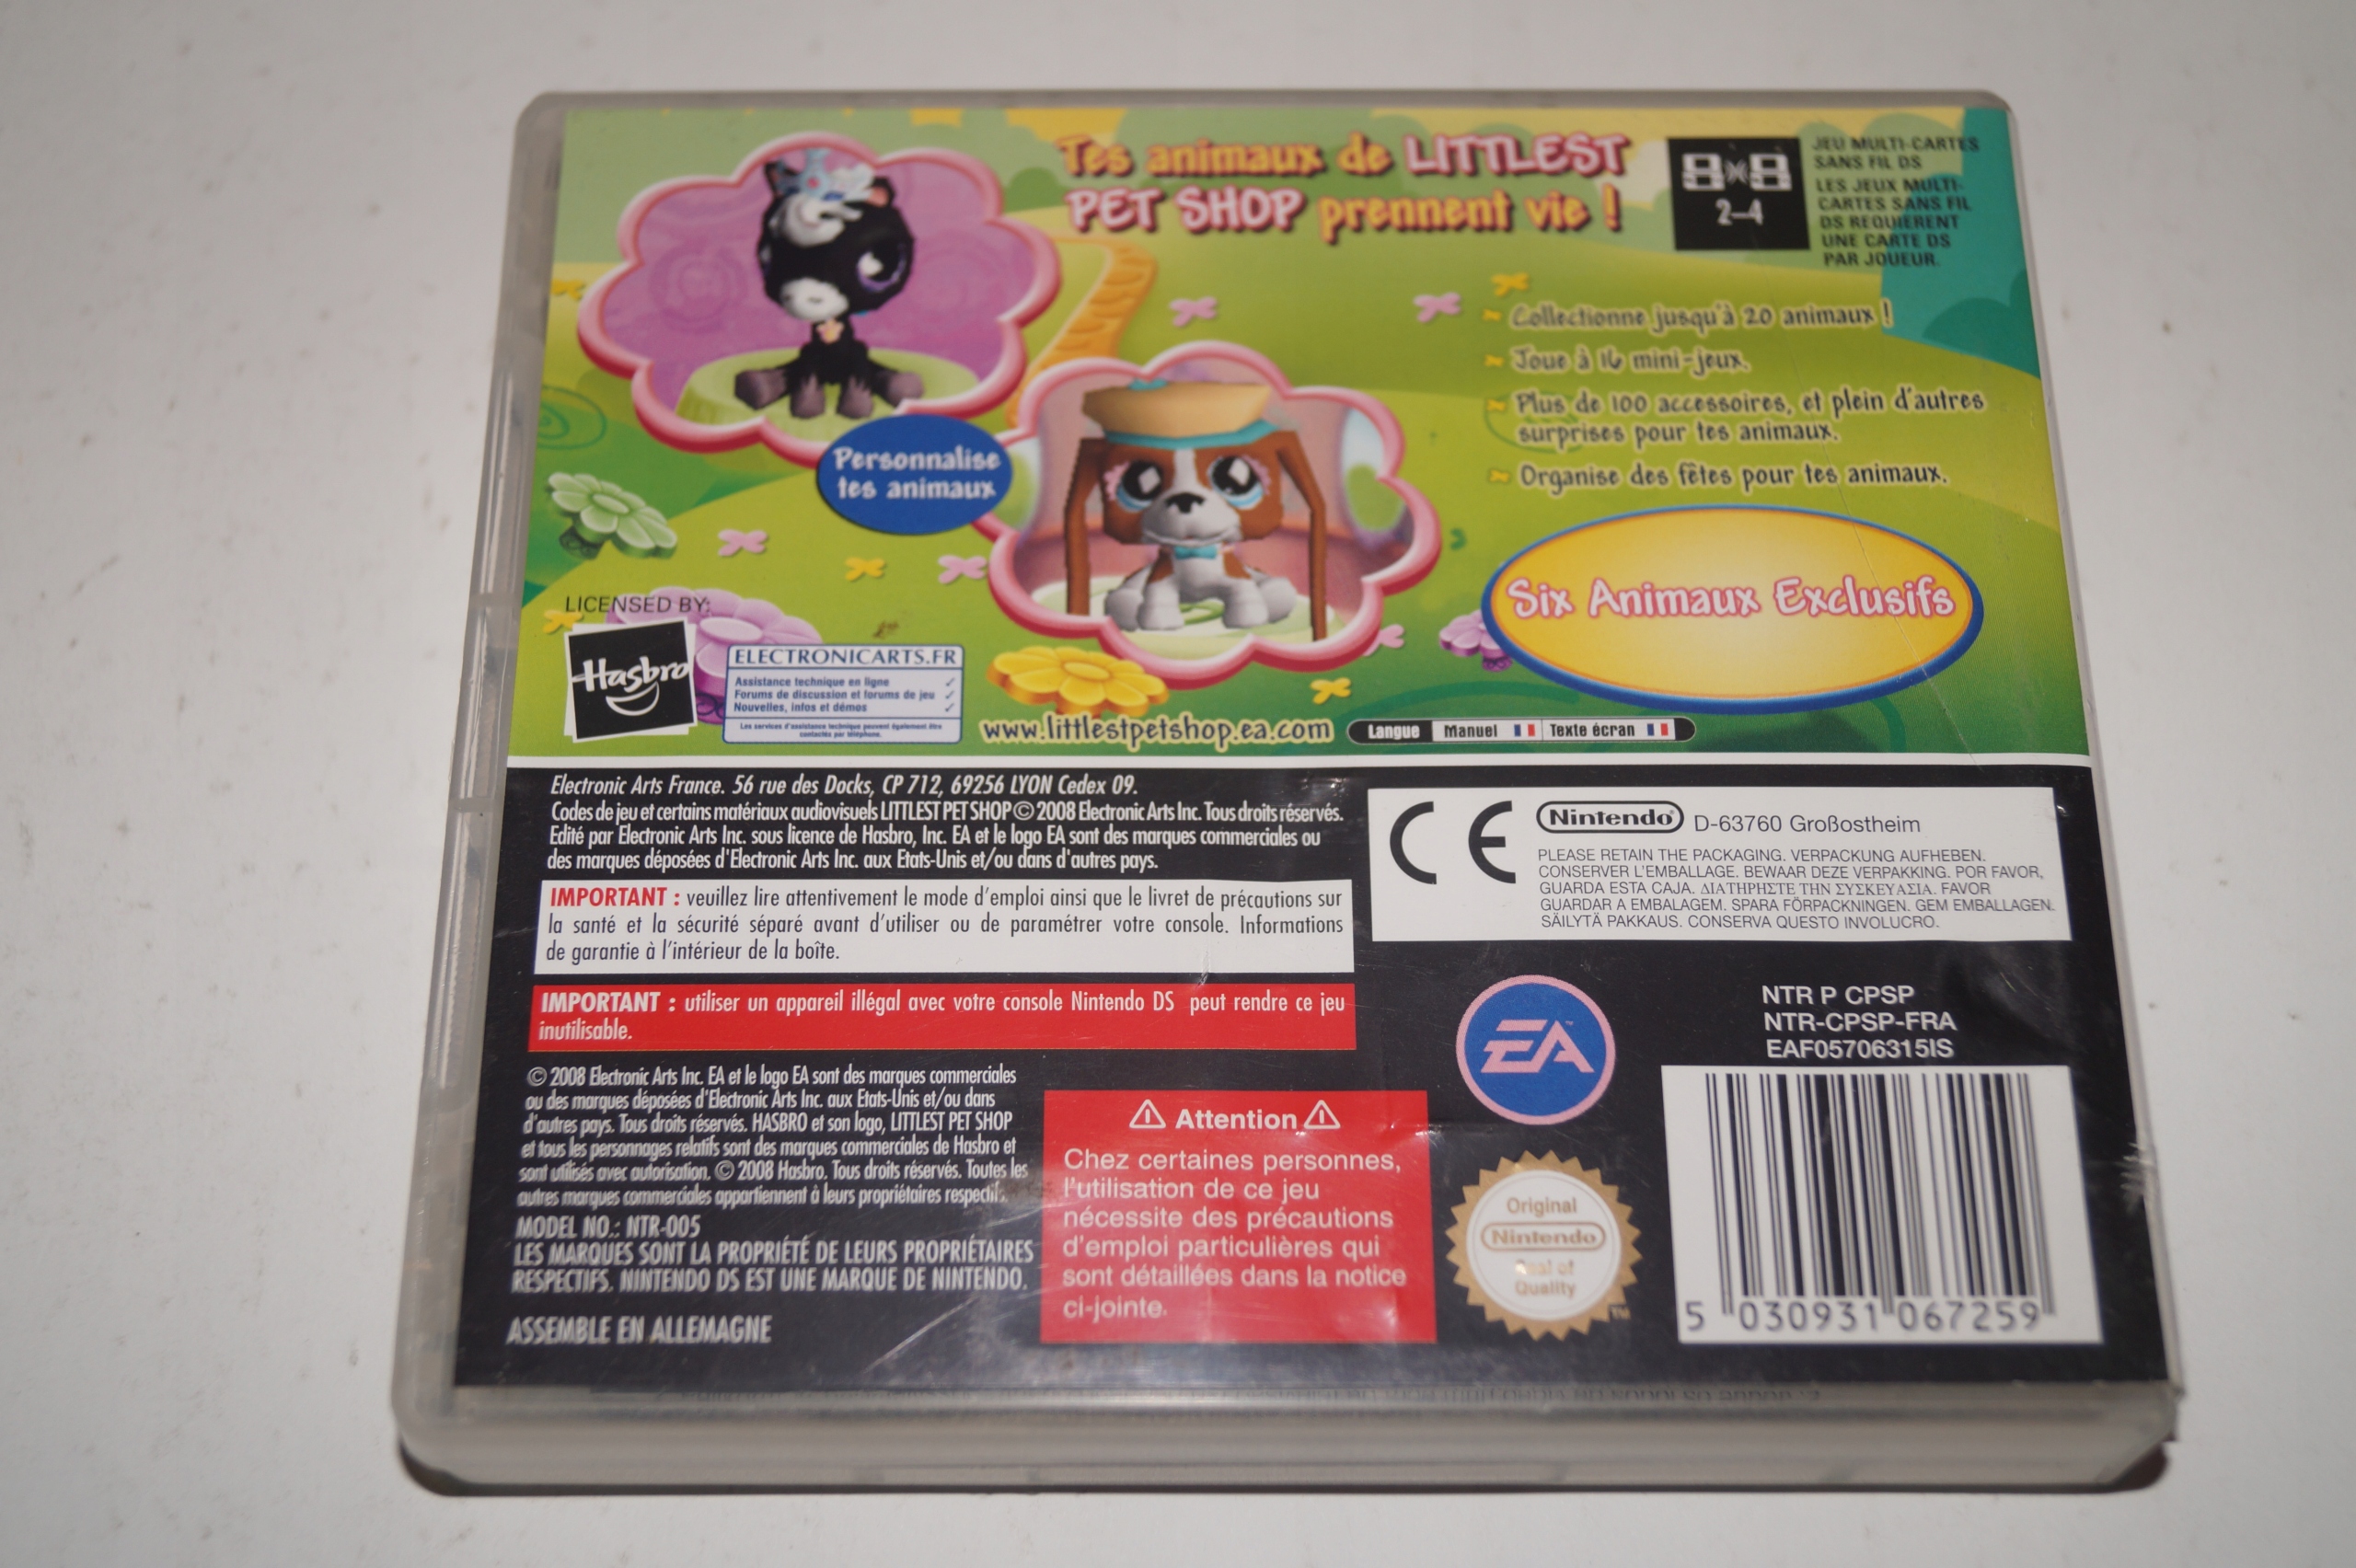 Tes animaux de LITTLEST
PET SHOP prennent vie !
2–4
JEU MULTI-CARTES
SANS FIL DS
LES JEUX MULTI-
CARTES SANS FIL
DS REQUIERENT
UNE CARTE DS
PAR JOUEUR.
Collectionne jusqu'à 20 animaux !
Joue à 16 mini-jeux.
Plus de 100 accessoires, et plein d'autres
surprises pour tes animaux.
Organise des fêtes pour tes animaux.
Personnalise
tes animaux
Six Animaux Exclusifs
LICENSED BY:
Hasbro
ELECTRONICARTS.FR
Assistance technique en ligne ✓
Forums de discussion et forums de jeu ✓
Nouvelles, infos et démos ✓
Les services d'assistance technique peuvent également être
contactés par téléphone.
www.littlestpetshop.ea.com
Langue Manuel Texte écran
Electronic Arts France. 56 rue des Docks, CP 712, 69256 LYON Cedex 09.
Codes de jeu et certains matériaux audiovisuels LITTLEST PET SHOP © 2008 Electronic Arts Inc. Tous droits réservés.
Edité par Electronic Arts Inc. sous licence de Hasbro, Inc. EA et le logo EA sont des marques commerciales ou
des marques déposées d'Electronic Arts Inc. aux Etats-Unis et/ou dans d'autres pays.
IMPORTANT : veuillez lire attentivement le mode d'emploi ainsi que le livret de précautions sur
la santé et la sécurité séparé avant d'utiliser ou de paramétrer votre console. Informations
de garantie à l'intérieur de la boîte.
IMPORTANT : utiliser un appareil illégal avec votre console Nintendo DS peut rendre ce jeu
inutilisable.
© 2008 Electronic Arts Inc. EA et le logo EA sont des marques commerciales
ou des marques déposées d'Electronic Arts Inc. aux Etats-Unis et/ou dans
d'autres pays. Tous droits réservés. HASBRO et son logo, LITTLEST PET SHOP
et tous les personnages relatifs sont des marques commerciales de Hasbro et
sont utilisés avec autorisation. © 2008 Hasbro. Tous droits réservés. Toutes les
autres marques commerciales appartiennent à leurs propriétaires respectifs.
MODEL NO.: NTR-005
LES MARQUES SONT LA PROPRIÉTÉ DE LEURS PROPRIÉTAIRES
RESPECTIFS. NINTENDO DS EST UNE MARQUE DE NINTENDO.
ASSEMBLE EN ALLEMAGNE
Attention
Chez certaines personnes,
l'utilisation de ce jeu
nécessite des précautions
d'emploi particulières qui
sont détaillées dans la notice
ci-jointe.
CE
Nintendo D-63760 Großostheim
PLEASE RETAIN THE PACKAGING. VERPACKUNG AUFHEBEN.
CONSERVER L'EMBALLAGE. BEWAAR DEZE VERPAKKING. POR FAVOR,
GUARDA ESTA CAJA. ΔΙΑΤΗΡΗΣΤΕ ΤΗΝ ΣΥΣΚΕΥΑΣΙΑ. FAVOR
GUARDAR A EMBALAGEM. SPARA FÖRPACKNINGEN. GEM EMBALLAGEN.
SÄILYTÄ PAKKAUS. CONSERVA QUESTO INVOLUCRO.
EA
NTR P CPSP
NTR-CPSP-FRA
EAF05706315IS
Original
Nintendo
Seal of
Quality
TM
5 030931 067259